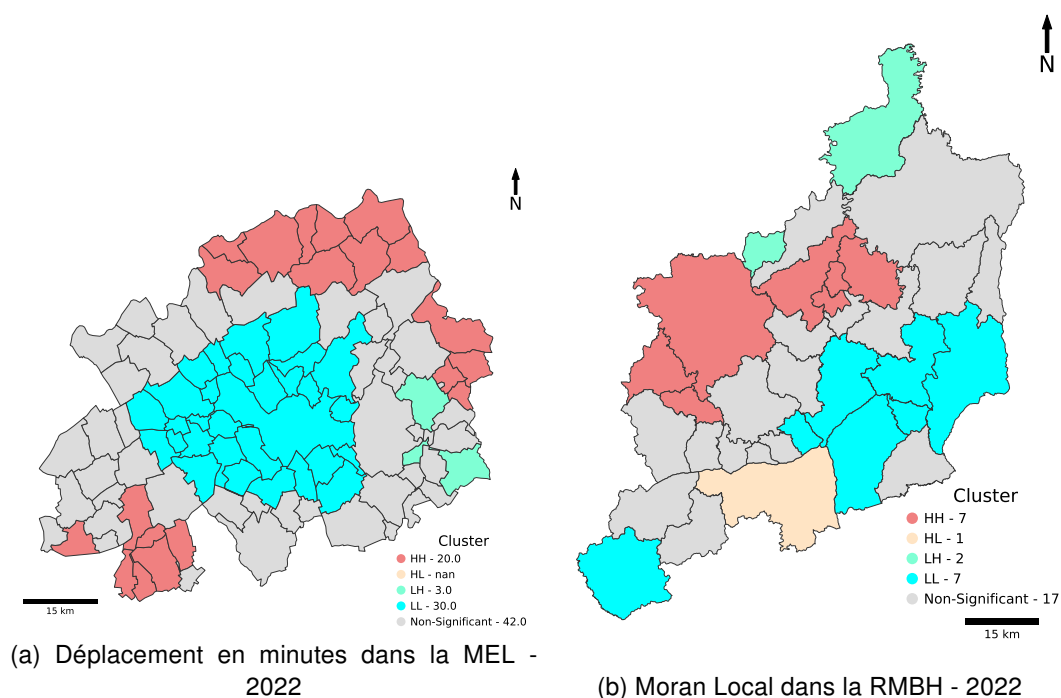 N
Cluster
HH - 20.0
HL - nan
LH - 3.0
LL - 30.0
Non-Significant - 42.0
15 km
(a) Déplacement en minutes dans la MEL -
2022
N
Cluster
HH - 7
HL - 1
LH - 2
LL - 7
Non-Significant - 17
15 km
(b) Moran Local dans la RMBH - 2022